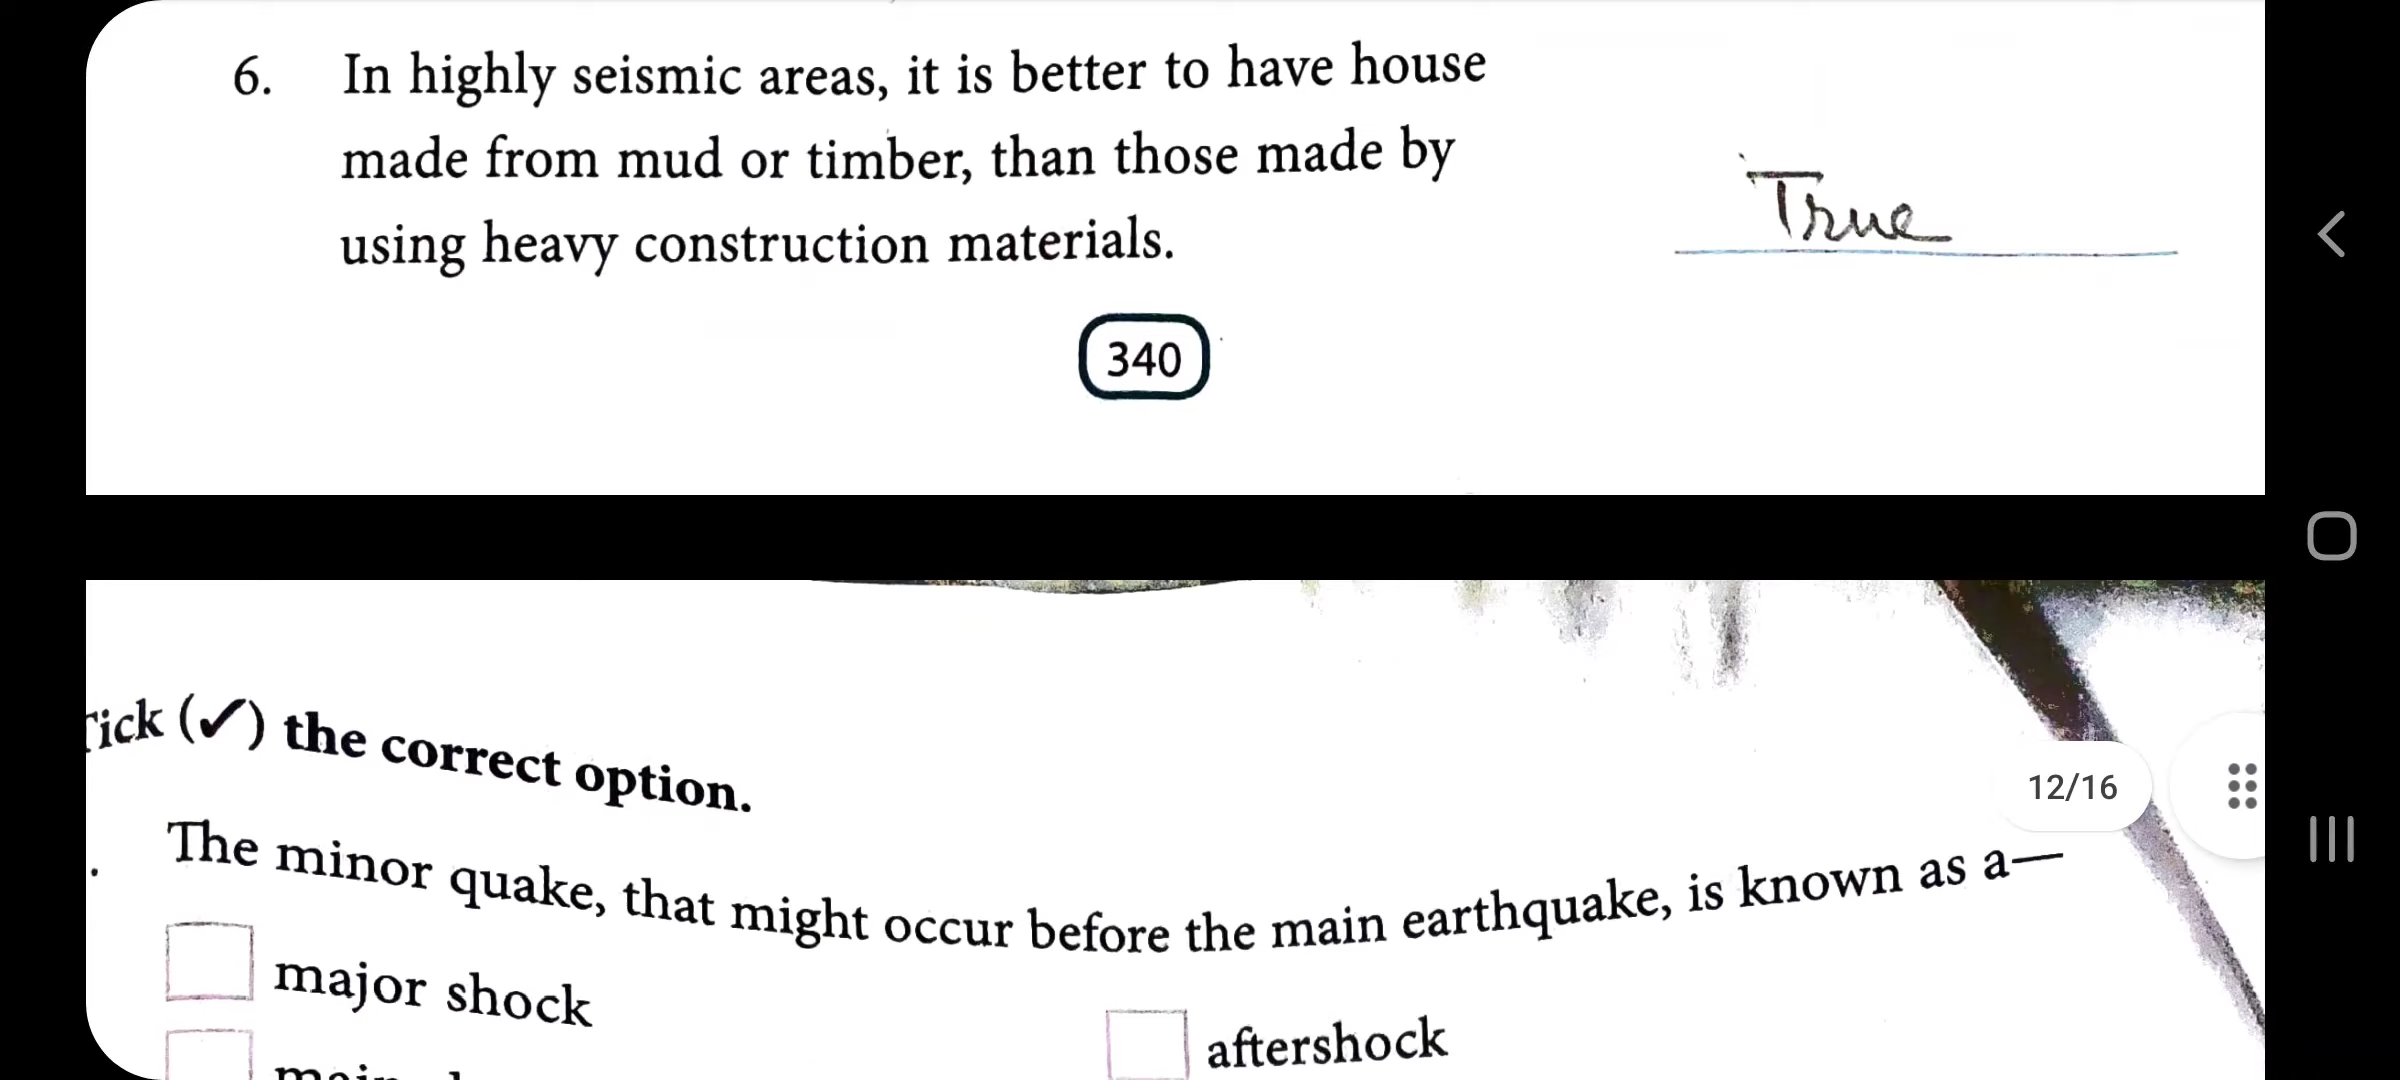 6. In highly seismic areas, it is better to have house
made from mud or timber, than those made by
using heavy construction materials.
True
340
ick (✓) the correct option.
The minor quake, that might occur before the main earthquake, is known as a—
major shock
aftershock
12/16